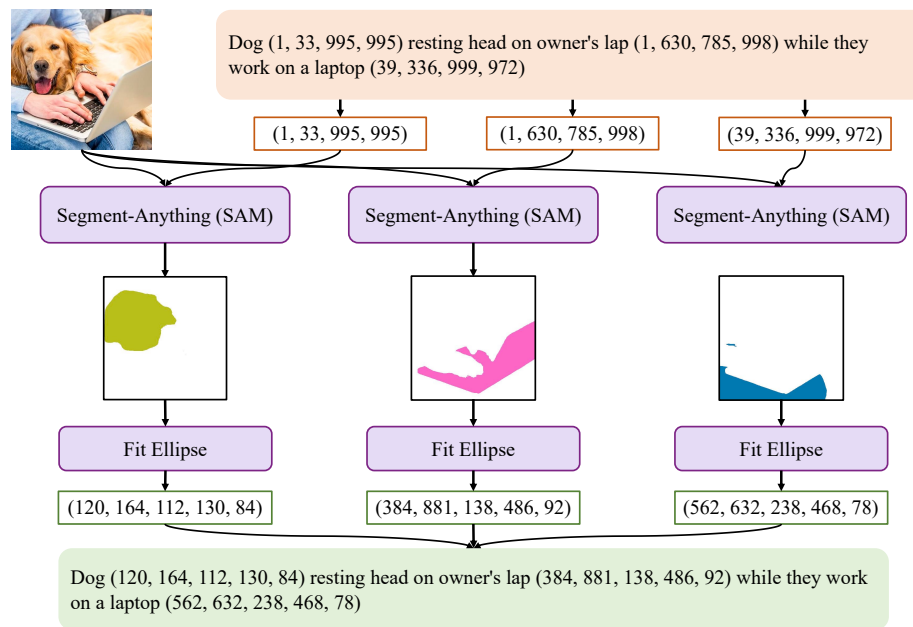 Dog (1, 33, 995, 995) resting head on owner's lap (1, 630, 785, 998) while they
work on a laptop (39, 336, 999, 972)
(1, 33, 995, 995)
(1, 630, 785, 998)
(39, 336, 999, 972)
Segment-Anything (SAM)
Segment-Anything (SAM)
Segment-Anything (SAM)
Fit Ellipse
Fit Ellipse
Fit Ellipse
(120, 164, 112, 130, 84)
(384, 881, 138, 486, 92)
(562, 632, 238, 468, 78)
Dog (120, 164, 112, 130, 84) resting head on owner's lap (384, 881, 138, 486, 92) while they work
on a laptop (562, 632, 238, 468, 78)